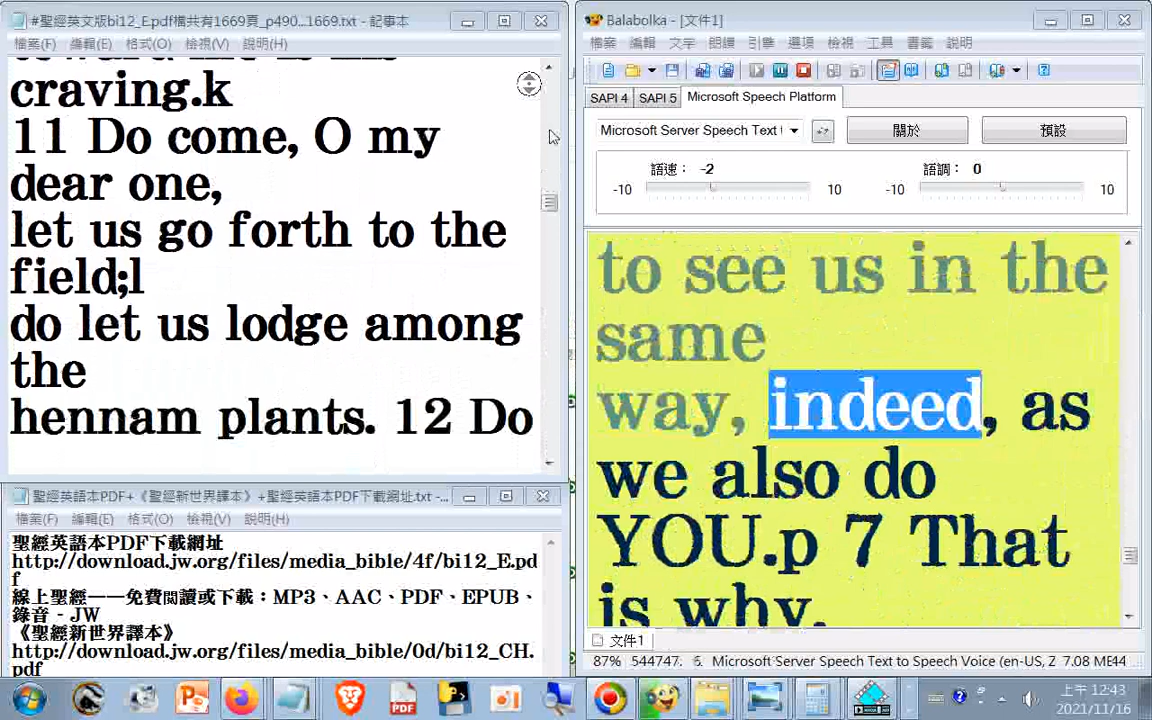 #聖經英文版bi12_E.pdf檔共有1669頁_p490...1669.txt - 記事本
檔案(F) 編輯(E) 格式(O) 檢視(V) 說明(H)
craving.k
11 Do come, O my
dear one,
let us go forth to the
field;l
do let us lodge among
the
hennam plants. 12 Do
聖經英語本PDF+《聖經新世界譯本》+聖經英語本PDF下載網址.txt -...
檔案(F) 編輯(E) 格式(O) 檢視(V) 說明(H)
聖經英語本PDF下載網址
http://download.jw.org/files/media_bible/4f/bi12_E.pd
f
線上聖經——免費閱讀或下載：MP3、AAC、PDF、EPUB、
錄音 - JW
《聖經新世界譯本》
http://download.jw.org/files/media_bible/0d/bi12_CH.
pdf
Balabolka - [文件1]
檔案 編輯 文字 朗讀 引擎 選項 檢視 工具 書籤 說明
SAPI 4 SAPI 5 Microsoft Speech Platform
Microsoft Server Speech Text 關於 預設
語速： -2 語調： 0
-10 10 -10 10
to see us in the
same
way, indeed, as
we also do
YOU.p 7 That
is why,
文件1
87% 544747. 6. Microsoft Server Speech Text to Speech Voice (en-US, Z 7.08 ME44
PDF
上午 12:43
2021/11/16